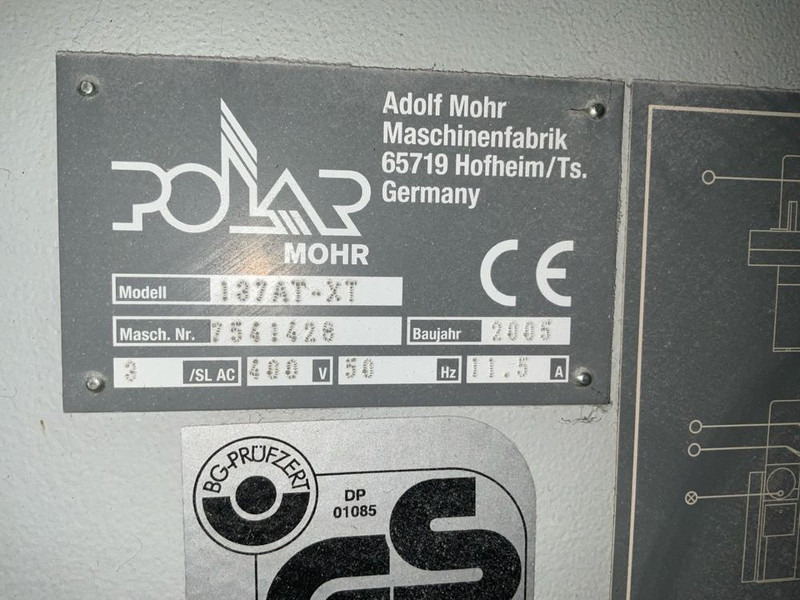 POLAR
MOHR
Adolf Mohr
Maschinenfabrik
65719 Hofheim/Ts.
Germany
CE
Modell 137AT-XT
Masch. Nr. 7541426 Baujahr 2005
3 /SL AC 400 V 50 Hz 11.5 A
BG-PRÜFZERT
DP
01085
GS